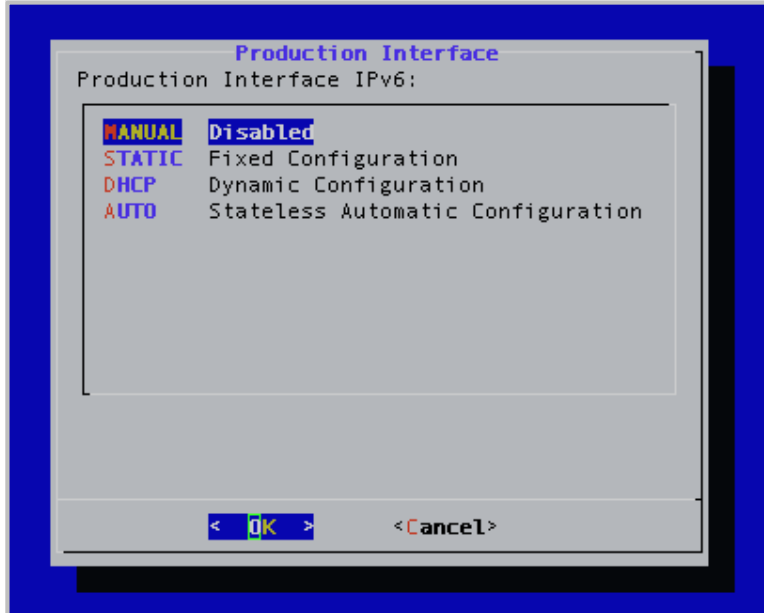 Production Interface
Production Interface IPv6:
MANUAL Disabled
STATIC Fixed Configuration
DHCP Dynamic Configuration
AUTO Stateless Automatic Configuration
< OK > <Cancel>